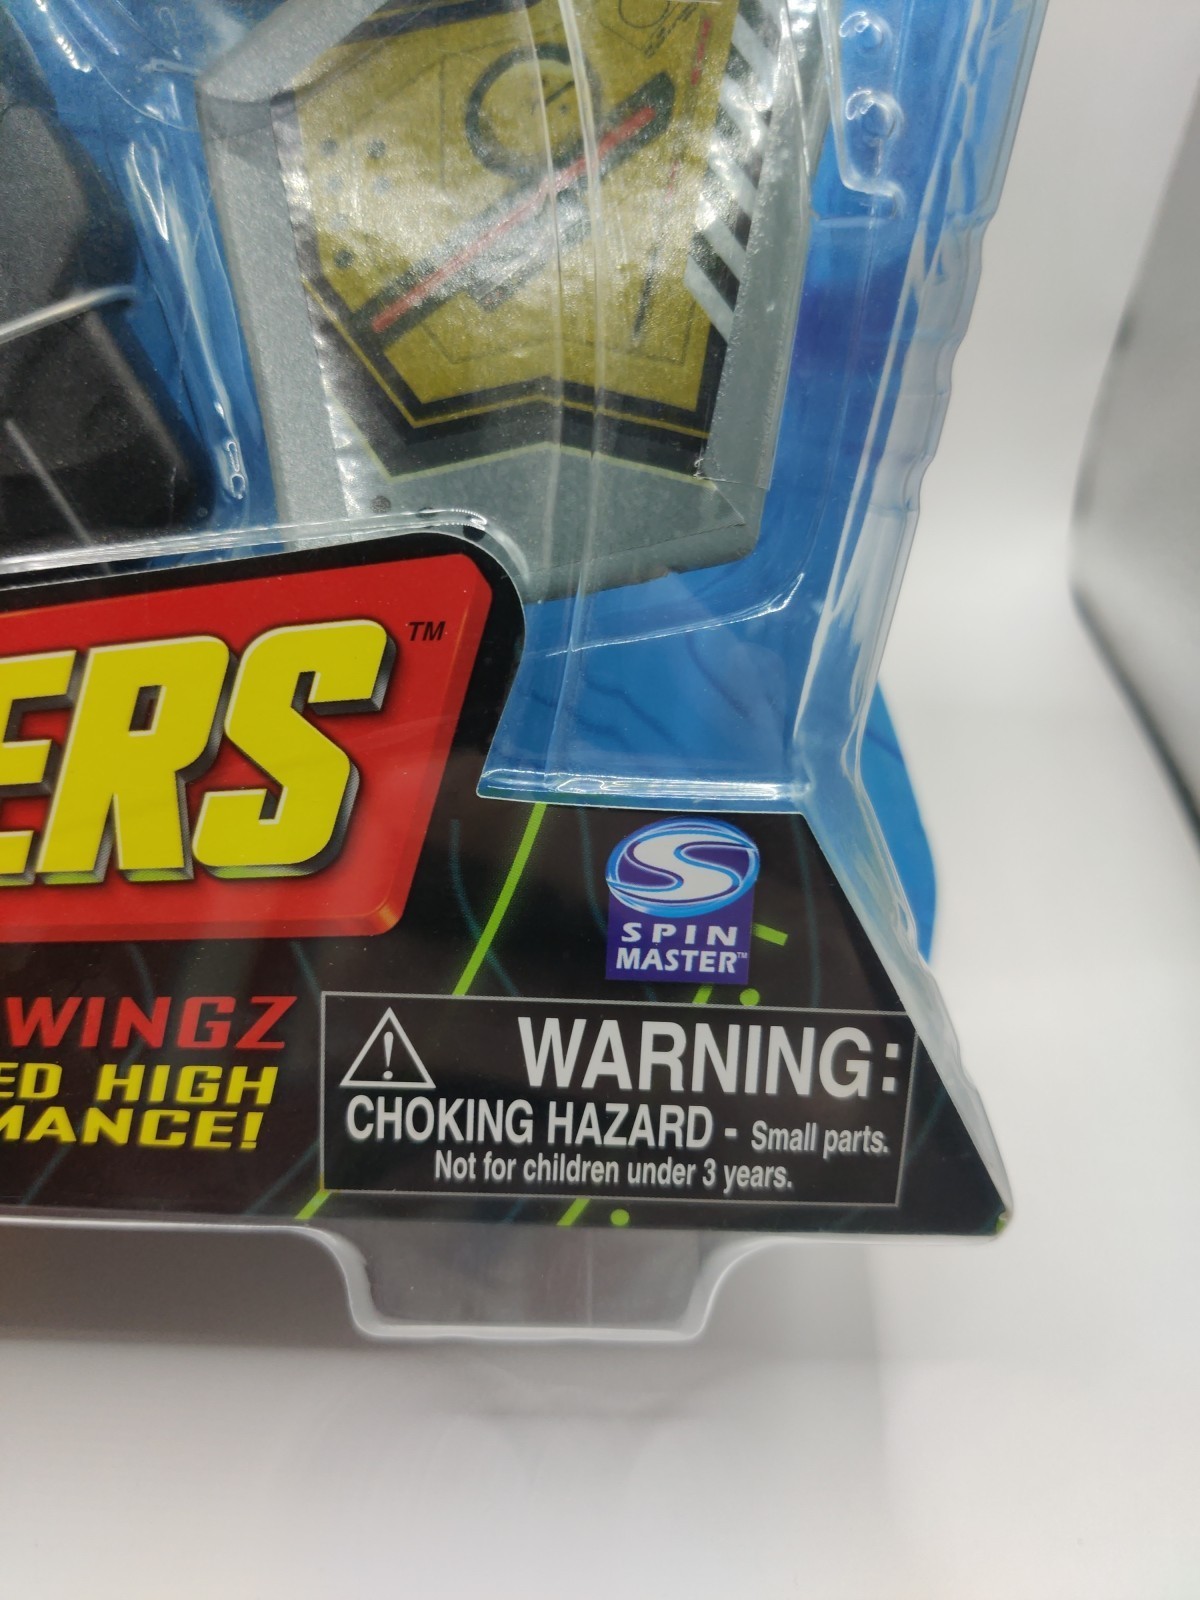 ERS™
SPIN
MASTER™
WINGZ
ED HIGH
MANCE!
WARNING:
CHOKING HAZARD - Small parts.
Not for children under 3 years.